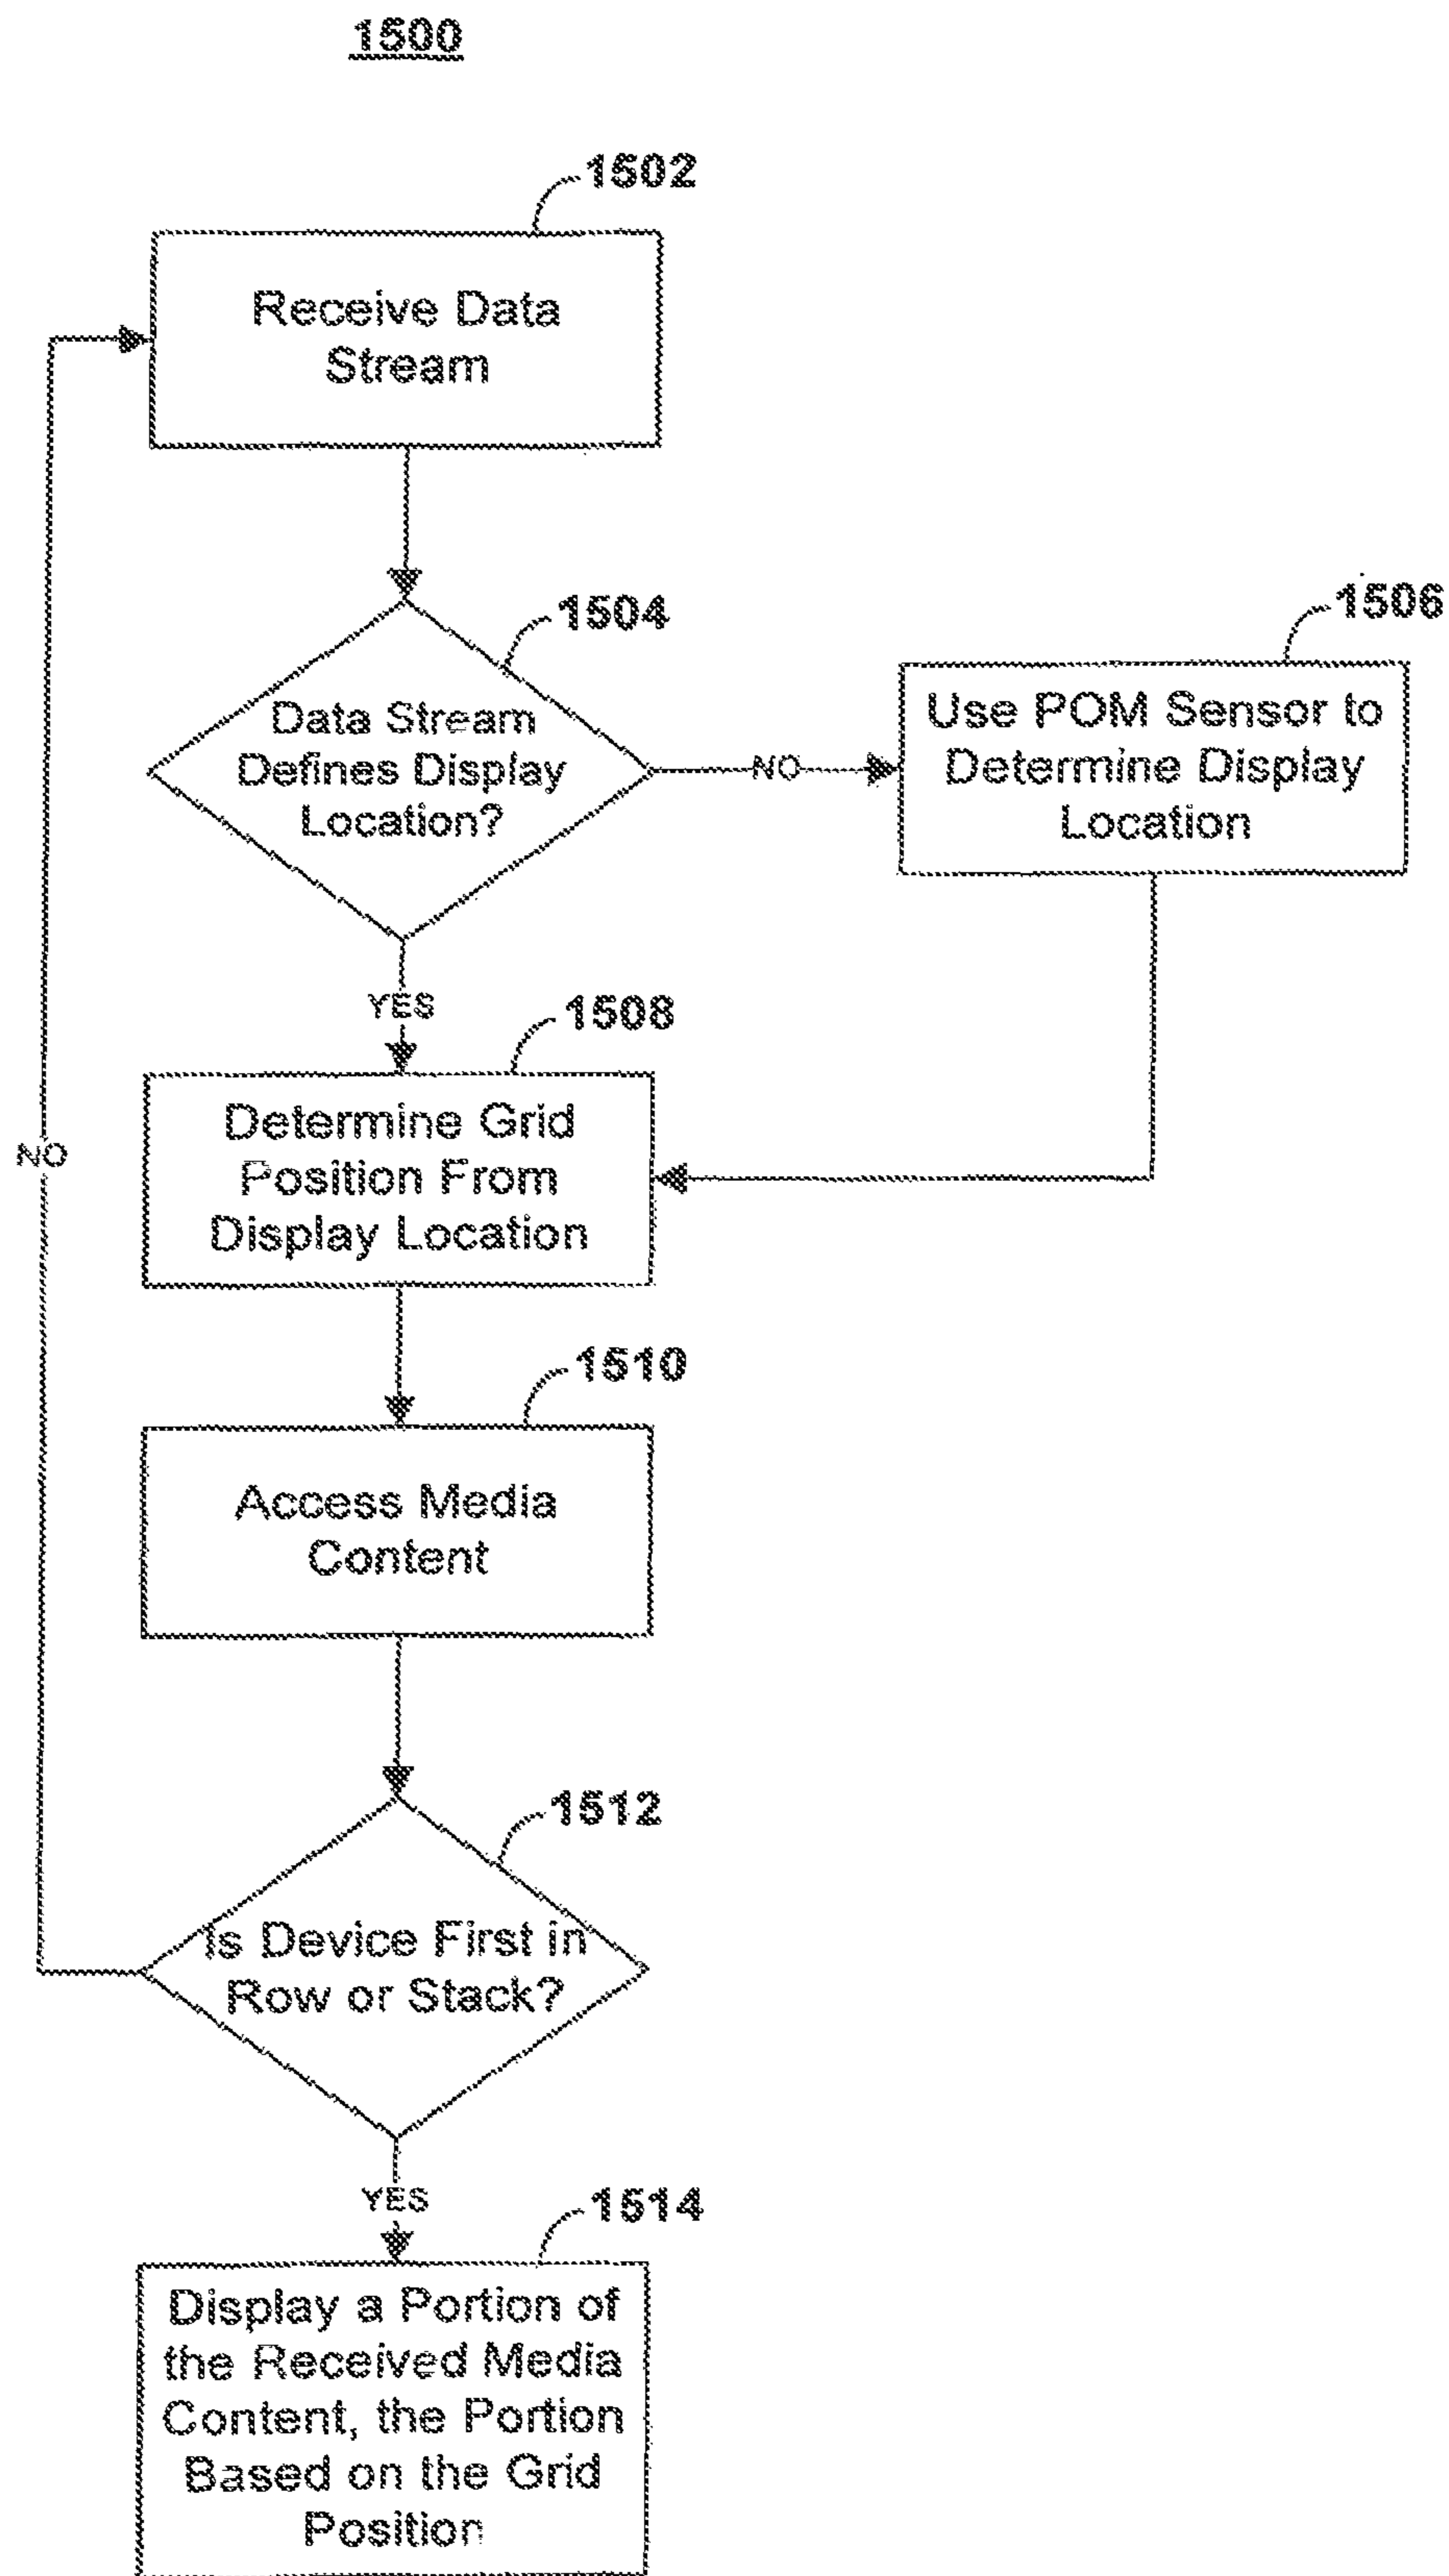 1500
1502
Receive Data
Stream
1504
Data Stream
Defines Display
Location?
NO
1506
Use POM Sensor to
Determine Display
Location
YES
1508
Determine Grid
Position From
Display Location
NO
1510
Access Media
Content
1512
Is Device First in
Row or Stack?
YES
1514
Display a Portion of
the Received Media
Content, the Portion
Based on the Grid
Position